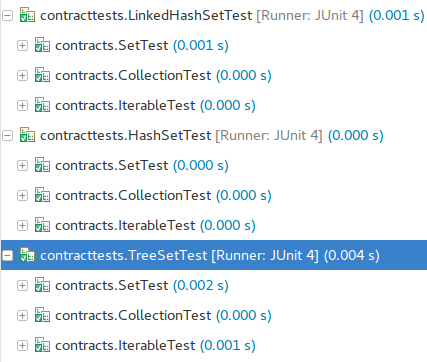 contracttests.LinkedHashSetTest [Runner: JUnit 4] (0.001 s)
contracts.SetTest (0.001 s)
contracts.CollectionTest (0.000 s)
contracts.IterableTest (0.000 s)
contracttests.HashSetTest [Runner: JUnit 4] (0.000 s)
contracts.SetTest (0.000 s)
contracts.CollectionTest (0.000 s)
contracts.IterableTest (0.000 s)
contracttests.TreeSetTest [Runner: JUnit 4] (0.004 s)
contracts.SetTest (0.002 s)
contracts.CollectionTest (0.000 s)
contracts.IterableTest (0.001 s)